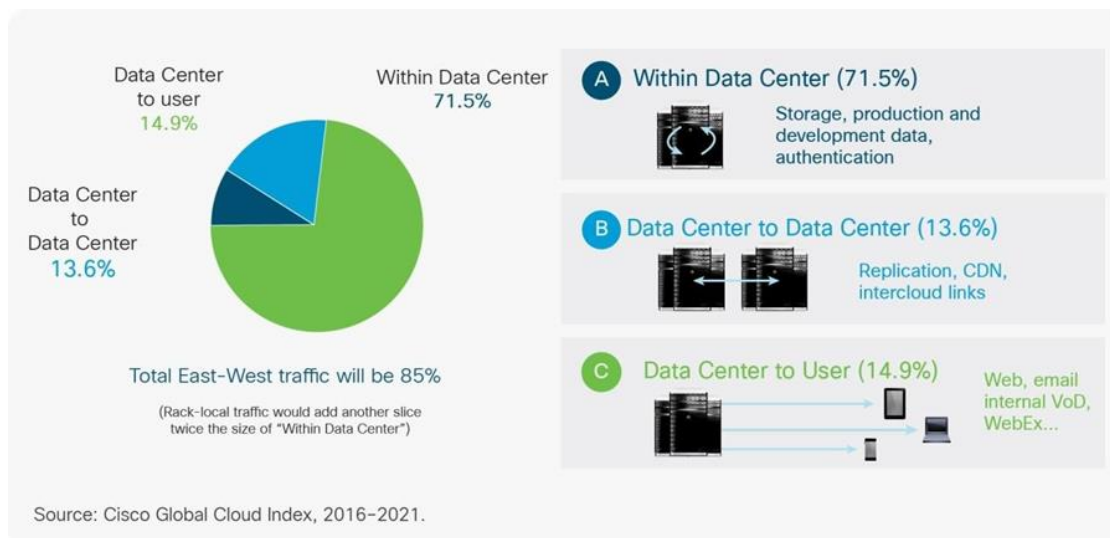 Data Center
to user
14.9%
Within Data Center
71.5%
Data Center
to
Data Center
13.6%
Total East-West traffic will be 85%
(Rack-local traffic would add another slice
twice the size of “Within Data Center”)
A Within Data Center (71.5%)
Storage, production and
development data,
authentication
B Data Center to Data Center (13.6%)
Replication, CDN,
intercloud links
C Data Center to User (14.9%)
Web, email
internal VoD,
WebEx...
Source: Cisco Global Cloud Index, 2016–2021.